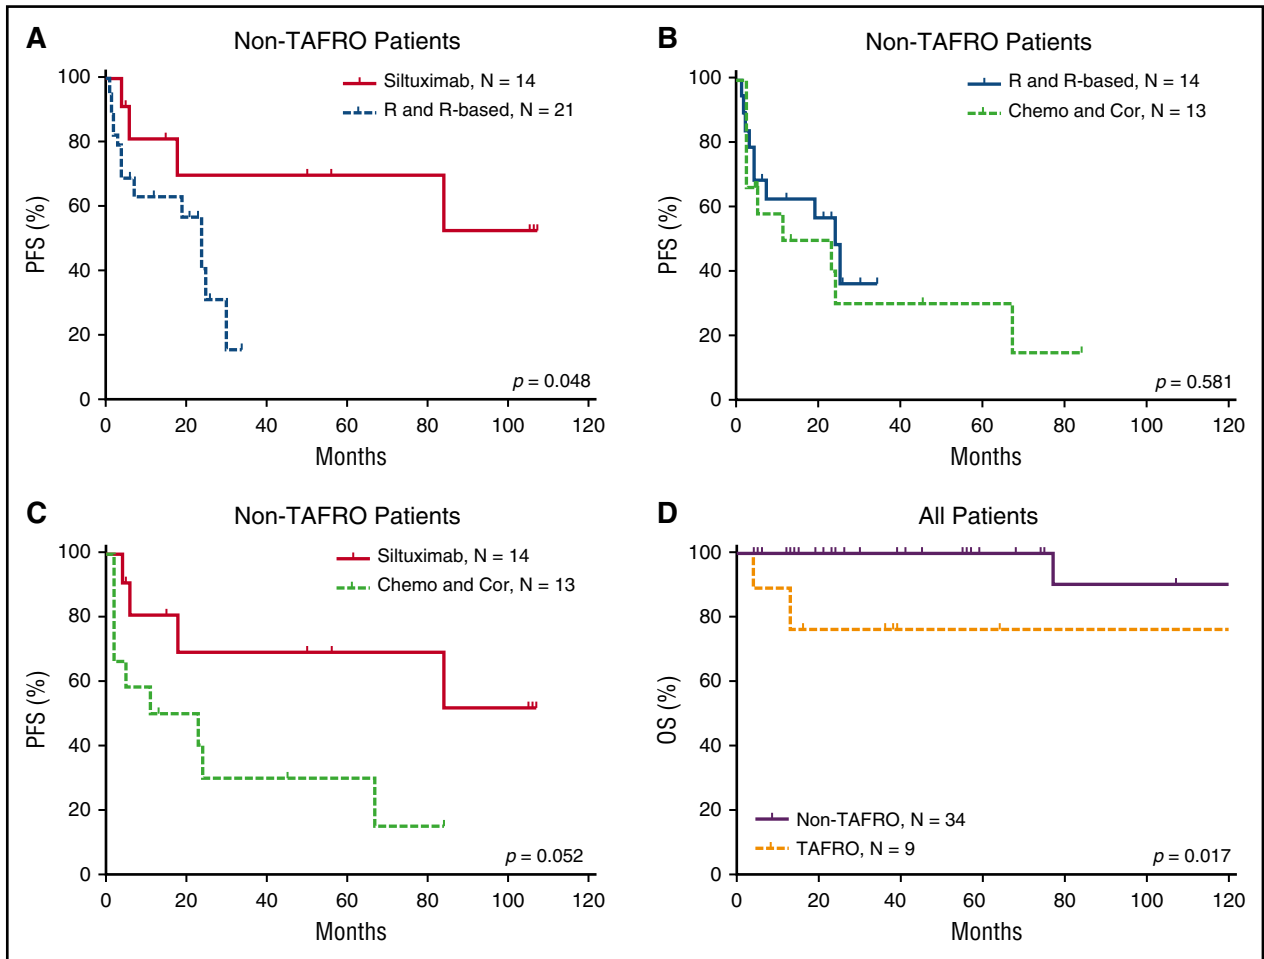 A
Non-TAFRO Patients
Siltuximab, N = 14
R and R-based, N = 21
100
80
60
40
20
0
PFS (%)
p = 0.048
0 20 40 60 80 100 120
Months
B
Non-TAFRO Patients
R and R-based, N = 14
Chemo and Cor, N = 13
100
80
60
40
20
0
PFS (%)
p = 0.581
0 20 40 60 80 100 120
Months
C
Non-TAFRO Patients
Siltuximab, N = 14
Chemo and Cor, N = 13
100
80
60
40
20
0
PFS (%)
p = 0.052
0 20 40 60 80 100 120
Months
D
All Patients
100
80
60
40
20
0
OS (%)
Non-TAFRO, N = 34
TAFRO, N = 9
p = 0.017
0 20 40 60 80 100 120
Months